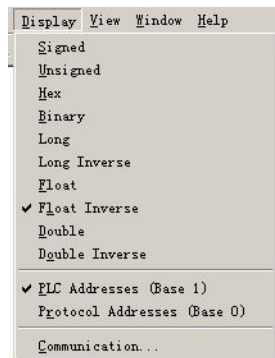 Display View Window Help
Signed
Unsigned
Hex
Binary
Long
Long Inverse
Float
✔ Float Inverse
Double
Double Inverse
✔ PLC Addresses (Base 1)
Protocol Addresses (Base 0)
Communication...